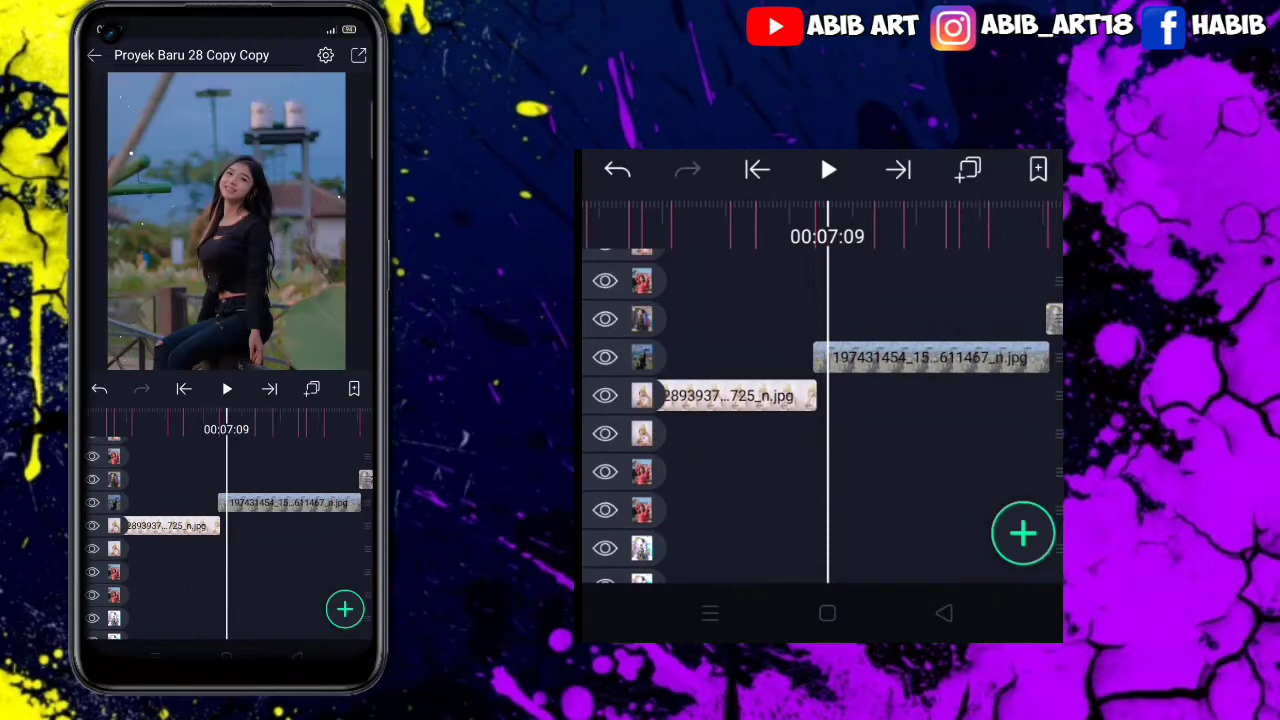 ABIB ART ABIB_ART18 HABIB
Proyek Baru 28 Copy Copy
00:07:09
197431454_15...611467_n.jpg
2893937...725_n.jpg
00:07:09
197431454_15...611467_n.jpg
2893937...725_n.jpg